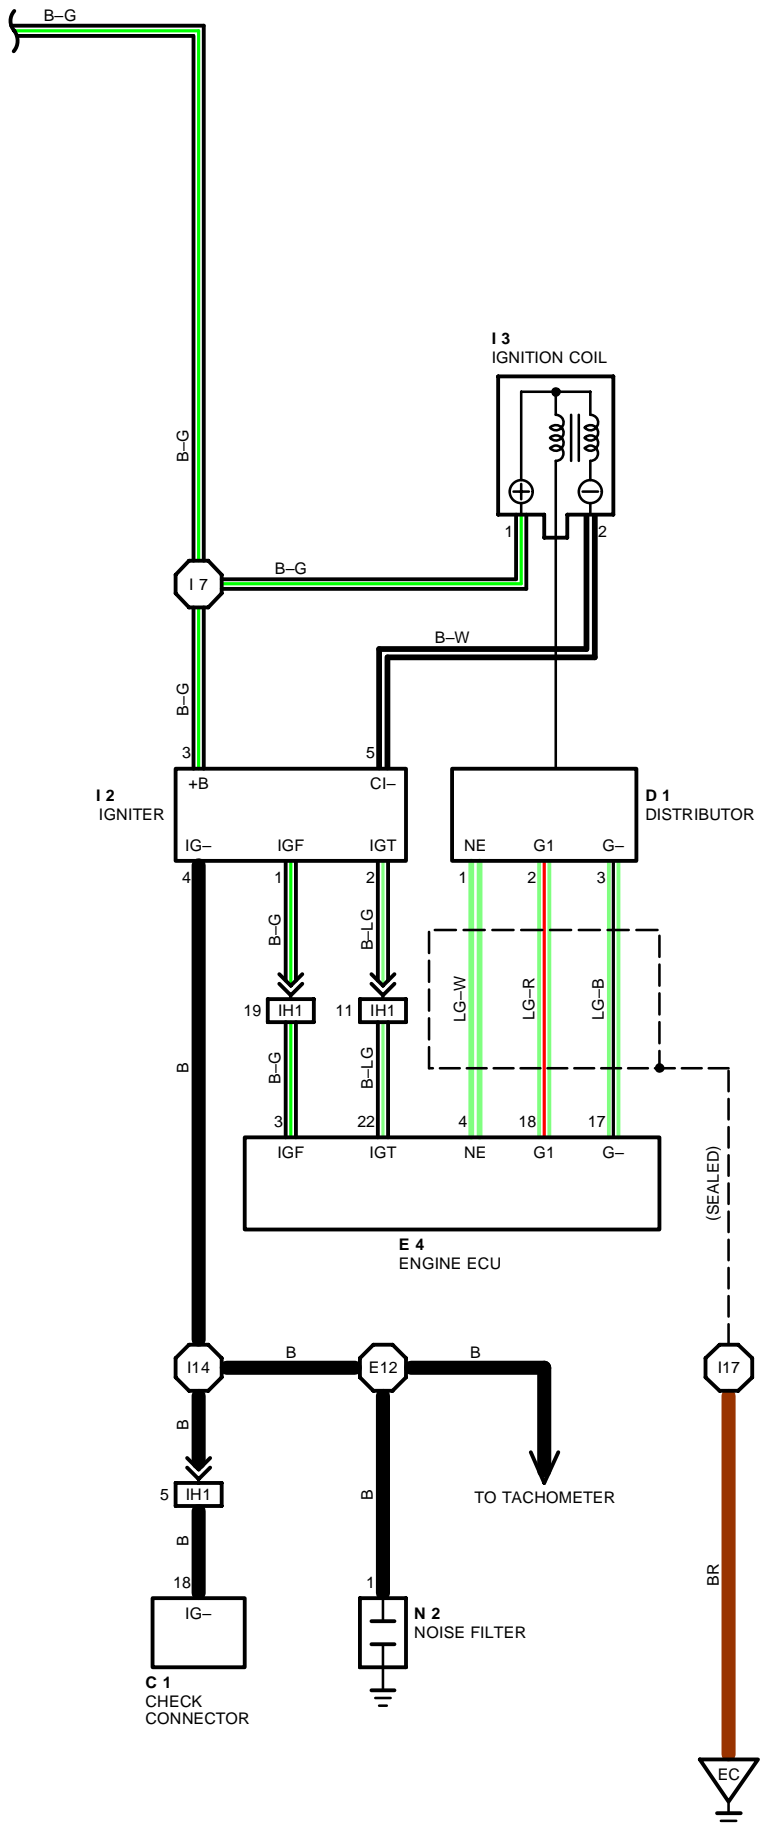 B–G
I 3
IGNITION COIL
B–G
1
2
I 7
B–G
B–W
B–G
3
5
I 2
IGNITER
+B
CI–
IG–
IGF
IGT
D 1
DISTRIBUTOR
NE
G1
G–
4
1
2
1
2
3
B–G
B–LG
LG–W
LG–R
LG–B
19
IH1
11
IH1
B
B–G
B–LG
3
22
4
18
17
IGF
IGT
NE
G1
G–
(SEALED)
E 4
ENGINE ECU
I14
B
E12
B
I17
B
5
IH1
B
TO TACHOMETER
B
18
1
BR
IG–
N 2
NOISE FILTER
C 1
CHECK
CONNECTOR
EC